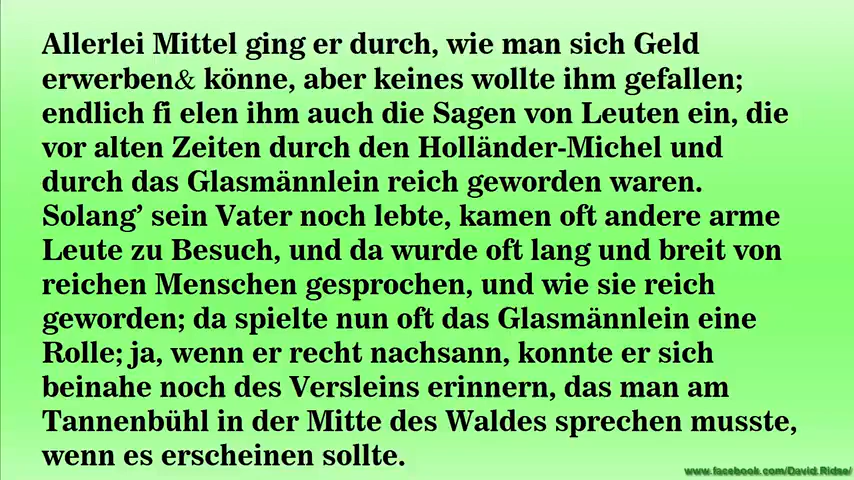 Allerlei Mittel ging er durch, wie man sich Geld
erwerben& könne, aber keines wollte ihm gefallen;
endlich fi elen ihm auch die Sagen von Leuten ein, die
vor alten Zeiten durch den Holländer-Michel und
durch das Glasmännlein reich geworden waren.
Solang’ sein Vater noch lebte, kamen oft andere arme
Leute zu Besuch, und da wurde oft lang und breit von
reichen Menschen gesprochen, und wie sie reich
geworden; da spielte nun oft das Glasmännlein eine
Rolle; ja, wenn er recht nachsann, konnte er sich
beinahe noch des Versleins erinnern, das man am
Tannenbühl in der Mitte des Waldes sprechen musste,
wenn es erscheinen sollte.
www.facebook.com/David.Ridse/